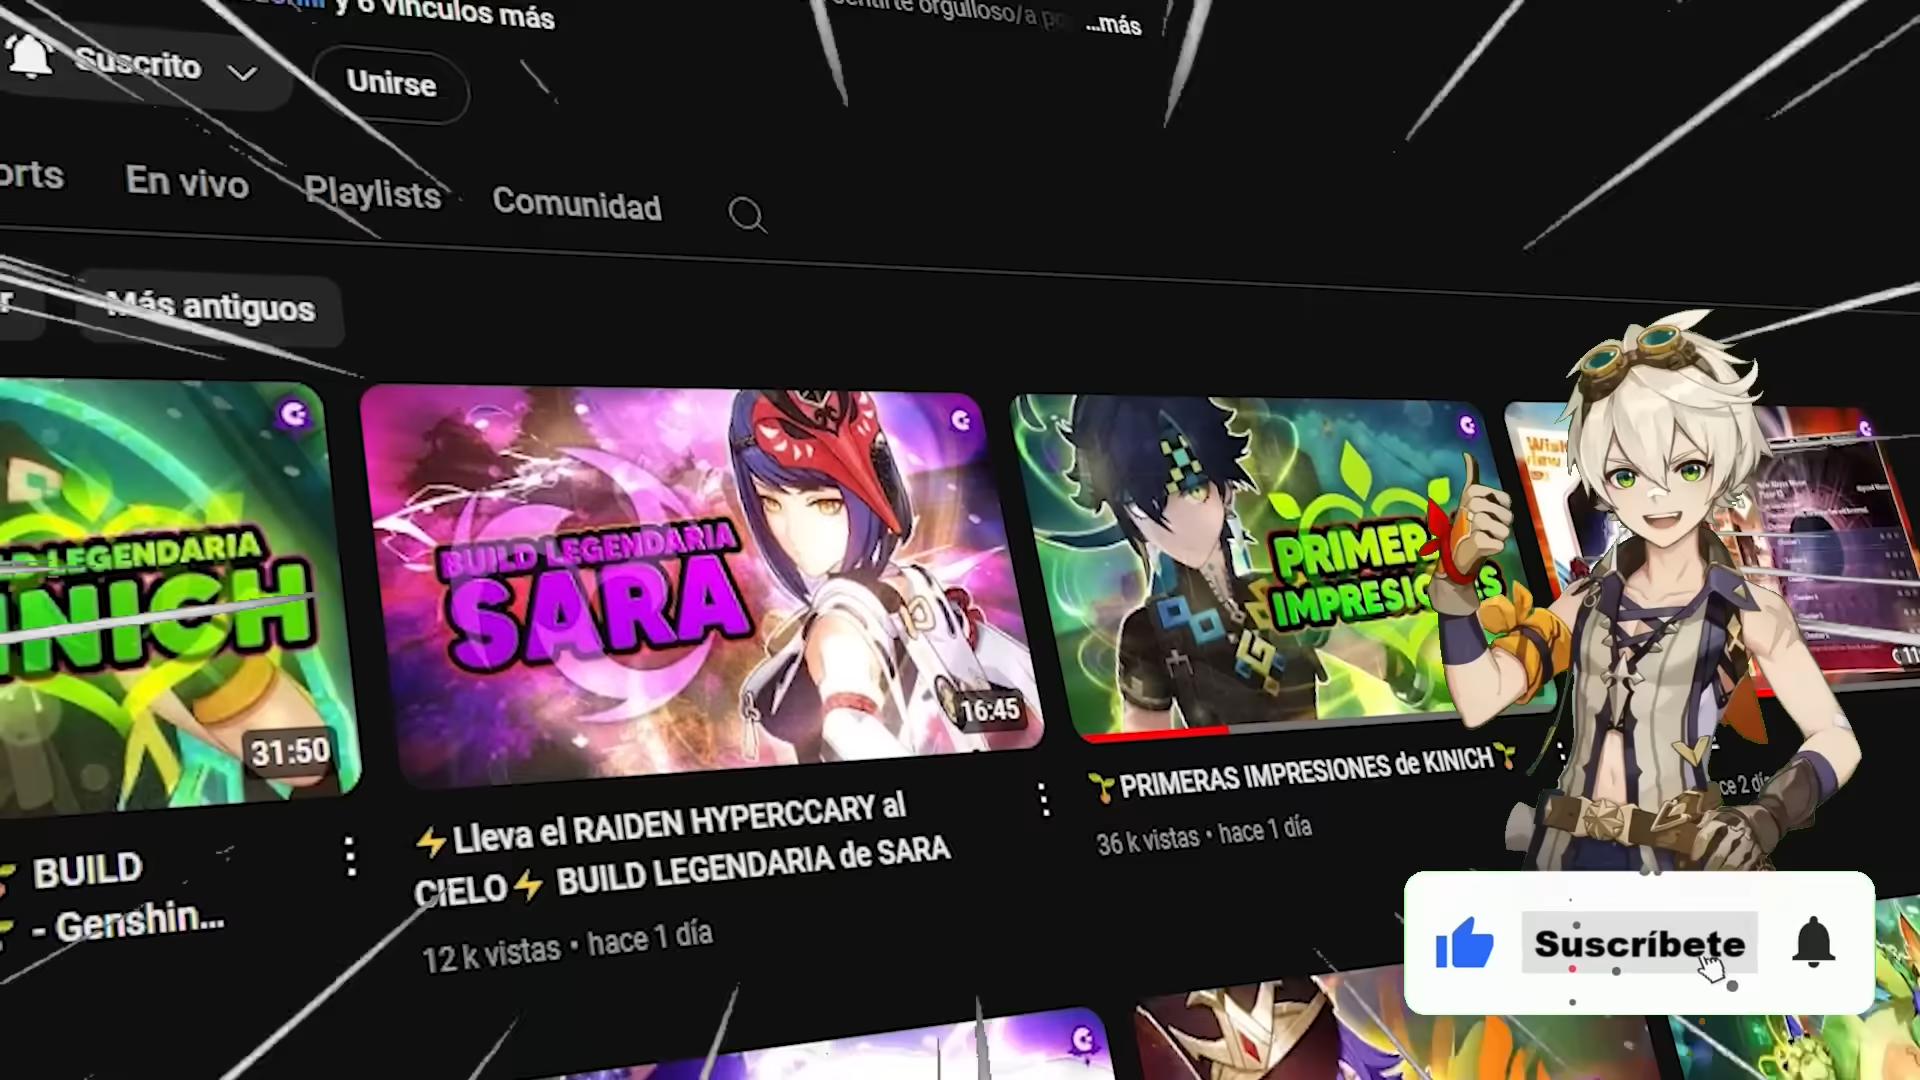 y 6 vínculos más
orgulloso/a
...más
Suscrito
Unirse
En vivo
Playlists
Comunidad
Más antiguos
LEGENDARIA
BUILD LEGENDARIA
SARA
PRIMER
IMPRESIO
31:50
16:45
⚡Lleva el RAIDEN HYPERCCARY al
CIELO⚡ BUILD LEGENDARIA de SARA
12 k vistas • hace 1 día
🌱PRIMERAS IMPRESIONES de KINICH🌱
36 k vistas • hace 1 día
BUILD
- Genshin...
Suscríbete